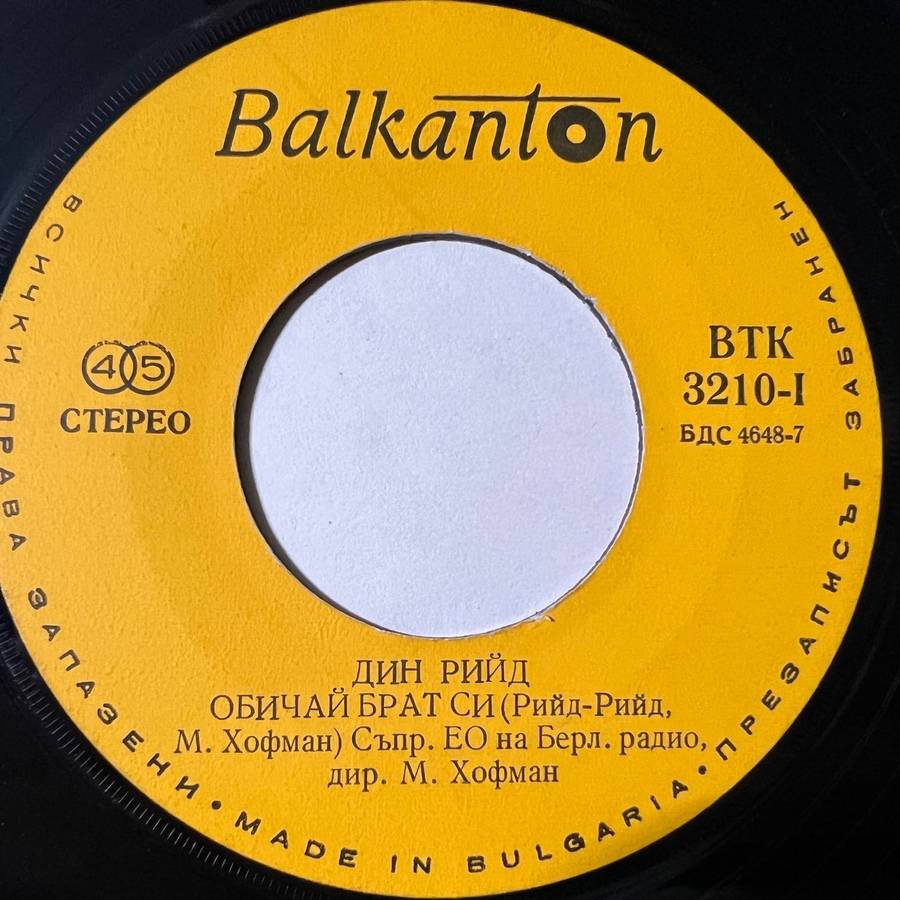 Balkanton
45
СТЕРЕО
ВТК
3210-I
БДС 4648-7
ДИН РИЙД
ОБИЧАЙ БРАТ СИ (Рийд-Рийд,
М. Хофман) Съпр. ЕО на Берл. радио,
дир. М. Хофман
ВСИЧКИ ПРАВА ЗАПАЗЕНИ • MADE IN BULGARIA • ПРЕЗАПИСЪТ ЗАБРАНЕН